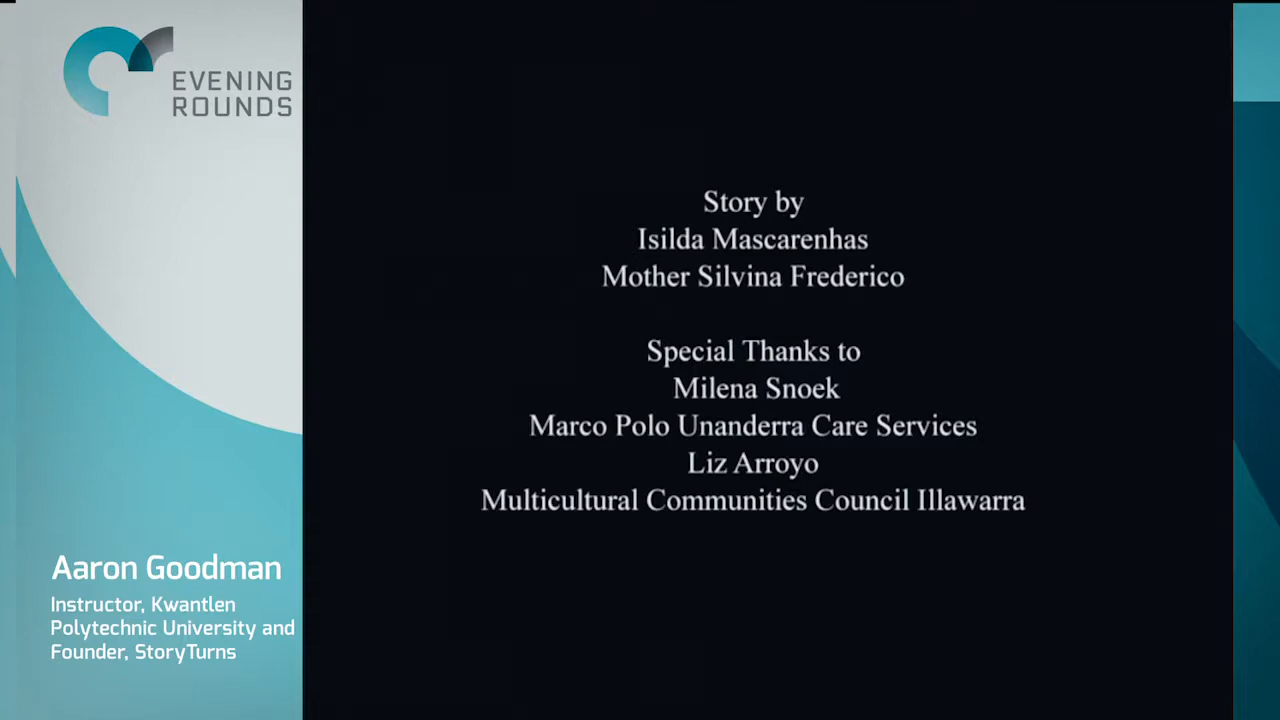 EVENING
ROUNDS
Story by
Isilda Mascarenhas
Mother Silvina Frederico
Special Thanks to
Milena Snoek
Marco Polo Unanderra Care Services
Liz Arroyo
Multicultural Communities Council Illawarra
Aaron Goodman
Instructor, Kwantlen
Polytechnic University and
Founder, StoryTurns